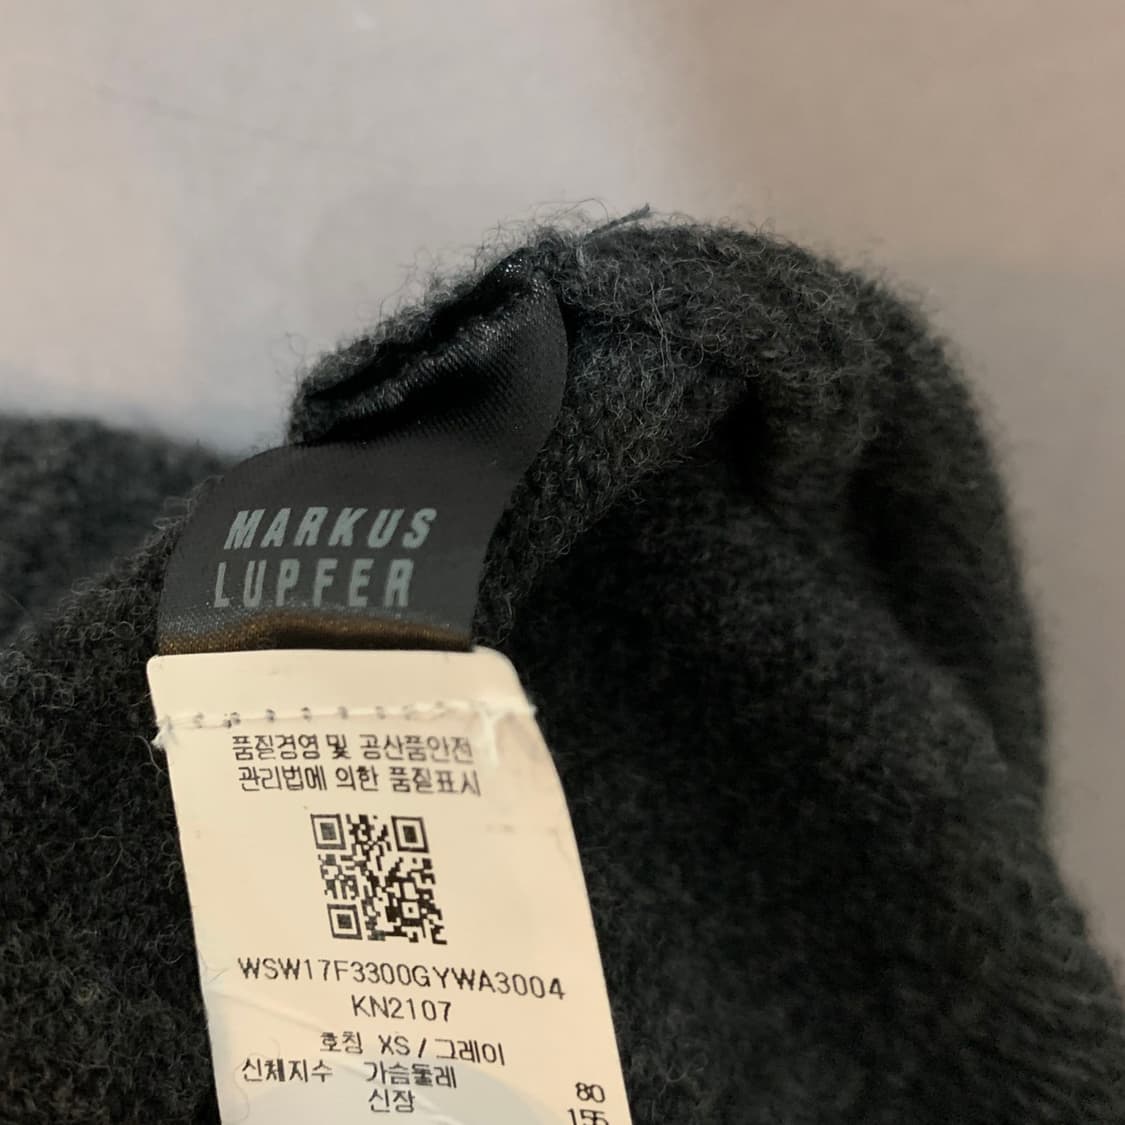 MARKUS
LUPFER
품질경영 및 공산품안전
관리법에 의한 품질표시
WSW17F3300GYWA3004
KN2107
호칭 XS / 그레이
신체지수 가슴둘레 80
신장 155